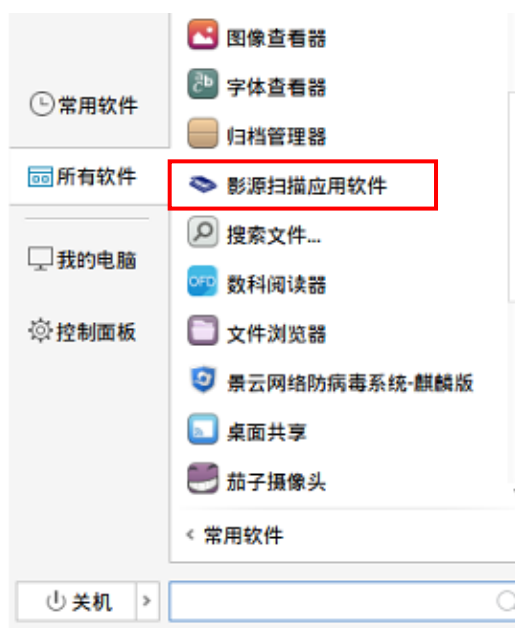 图像查看器
字体查看器
归档管理器
影源扫描应用软件
搜索文件...
数科阅读器
文件浏览器
景云网络防病毒系统-麒麟版
桌面共享
茄子摄像头
常用软件
常用软件
所有软件
我的电脑
控制面板
关机
OFD